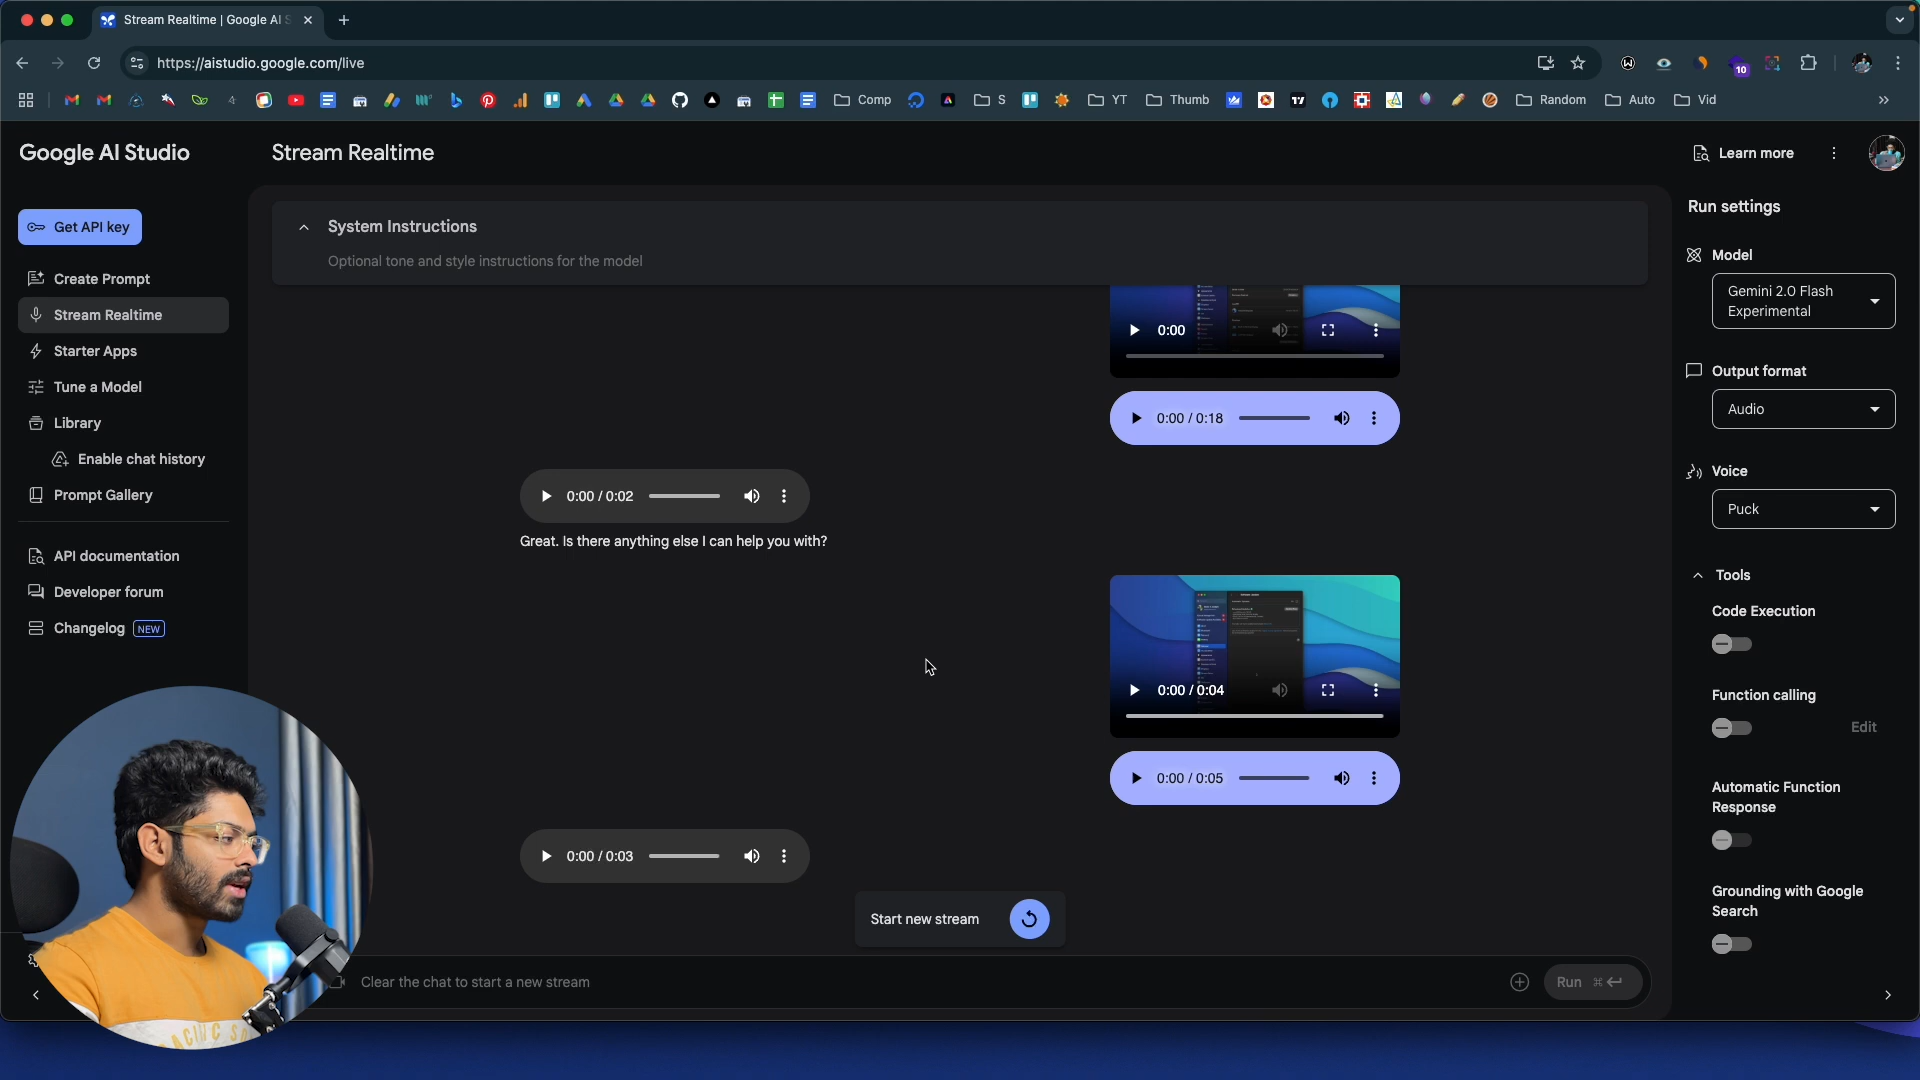 Stream Realtime | Google AI S
https://aistudio.google.com/live
10
Comp
S
YT
Thumb
Random
Auto
Vid
Google AI Studio
Stream Realtime
Learn more
Get API key
Create Prompt
Stream Realtime
Starter Apps
Tune a Model
Library
Enable chat history
Prompt Gallery
API documentation
Developer forum
Changelog NEW
System Instructions
Optional tone and style instructions for the model
0:00
0:00 / 0:18
0:00 / 0:02
Great. Is there anything else I can help you with?
0:00 / 0:04
0:00 / 0:05
0:00 / 0:03
Start new stream
Clear the chat to start a new stream
Run ⌘↵
Run settings
Model
Gemini 2.0 Flash
Experimental
Output format
Audio
Voice
Puck
Tools
Code Execution
Function calling
Edit
Automatic Function
Response
Grounding with Google
Search